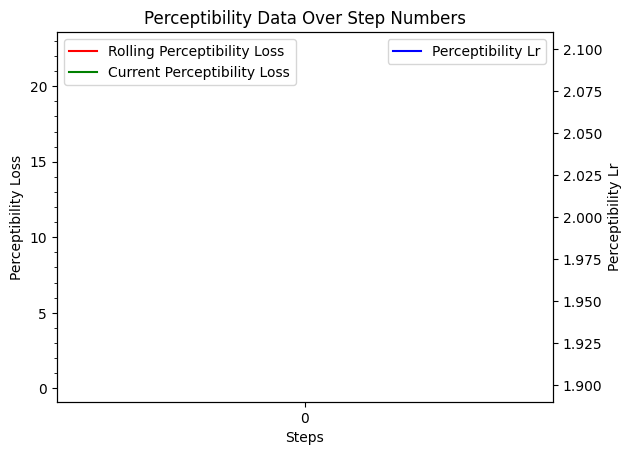 Perceptibility Data Over Step Numbers
Rolling Perceptibility Loss
Current Perceptibility Loss
Perceptibility Lr
Perceptibility Loss
20
15
10
5
0
2.100
2.075
2.050
2.025
2.000
1.975
1.950
1.925
1.900
Perceptibility Lr
0
Steps